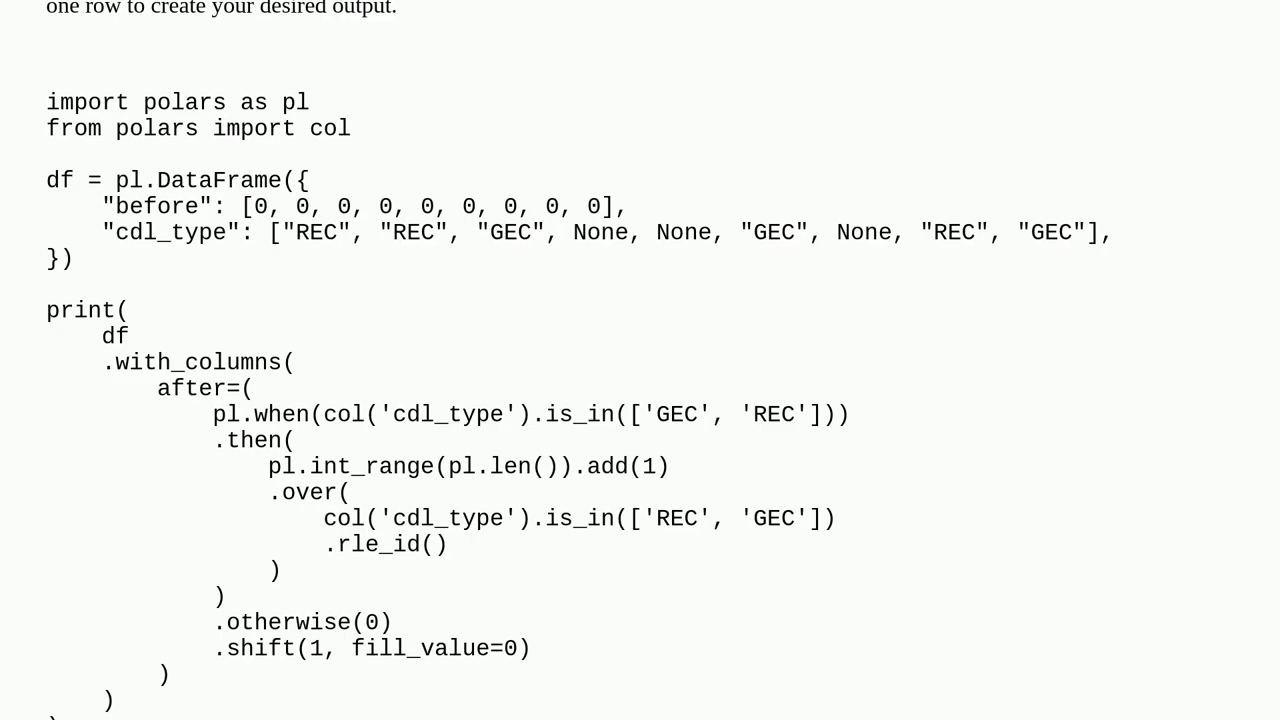 one row to create your desired output.
import polars as pl
from polars import col
df = pl.DataFrame({
    "before": [0, 0, 0, 0, 0, 0, 0, 0, 0],
    "cdl_type": ["REC", "REC", "GEC", None, None, "GEC", None, "REC", "GEC"],
})
print(
    df
    .with_columns(
        after=(
            pl.when(col('cdl_type').is_in(['GEC', 'REC']))
            .then(
                pl.int_range(pl.len()).add(1)
                .over(
                    col('cdl_type').is_in(['REC', 'GEC'])
                    .rle_id()
                )
            )
            .otherwise(0)
            .shift(1, fill_value=0)
        )
    )
)